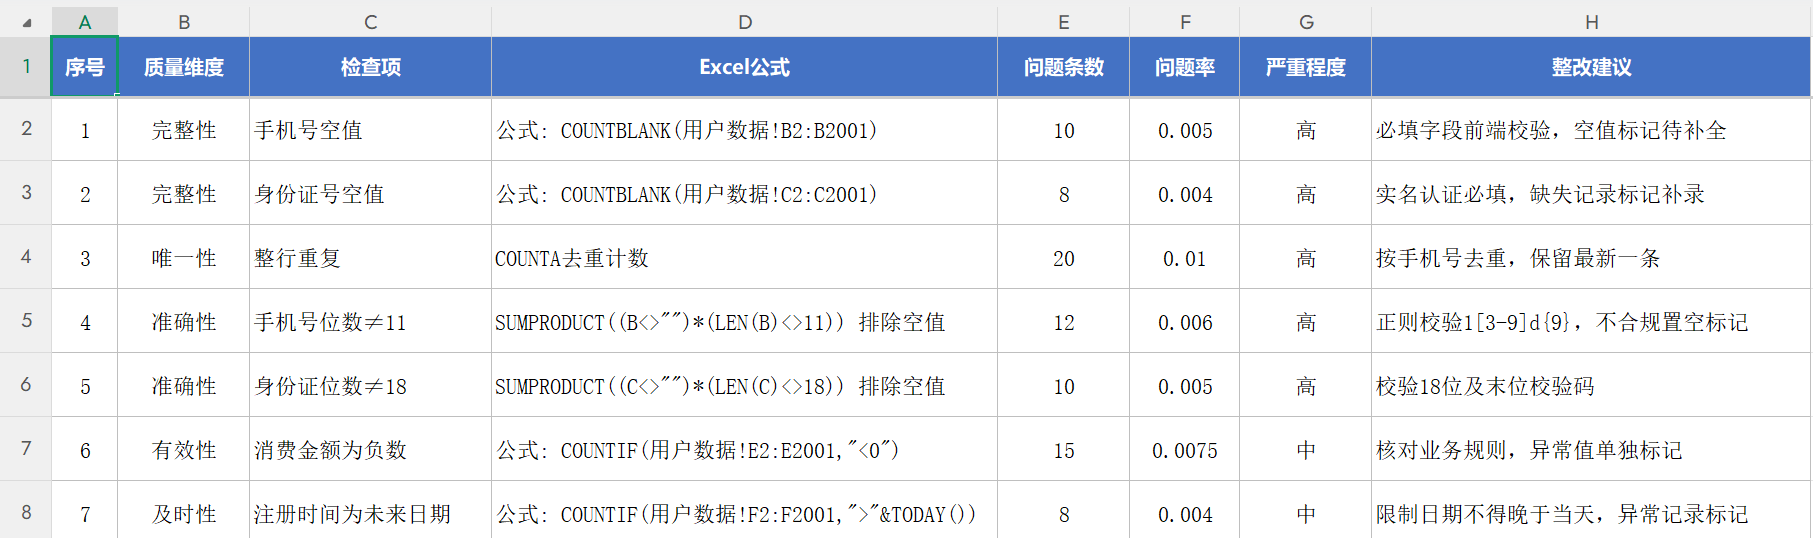 A B C D E F G H
1 序号 质量维度 检查项 Excel公式 问题条数 问题率 严重程度 整改建议
2 1 完整性 手机号空值 公式: COUNTBLANK(用户数据!B2:B2001) 10 0.005 高 必填字段前端校验，空值标记待补全
3 2 完整性 身份证号空值 公式: COUNTBLANK(用户数据!C2:C2001) 8 0.004 高 实名认证必填，缺失记录标记补录
4 3 唯一性 整行重复 COUNTA去重计数 20 0.01 高 按手机号去重，保留最新一条
5 4 准确性 手机号位数≠11 SUMPRODUCT((B<>"")*(LEN(B)<>11)) 排除空值 12 0.006 高 正则校验1[3-9]d{9}，不合规置空标记
6 5 准确性 身份证位数≠18 SUMPRODUCT((C<>"")*(LEN(C)<>18)) 排除空值 10 0.005 高 校验18位及末位校验码
7 6 有效性 消费金额为负数 公式: COUNTIF(用户数据!E2:E2001,"<0") 15 0.0075 中 核对业务规则，异常值单独标记
8 7 及时性 注册时间为未来日期 公式: COUNTIF(用户数据!F2:F2001,">"&TODAY()) 8 0.004 中 限制日期不得晚于当天，异常记录标记